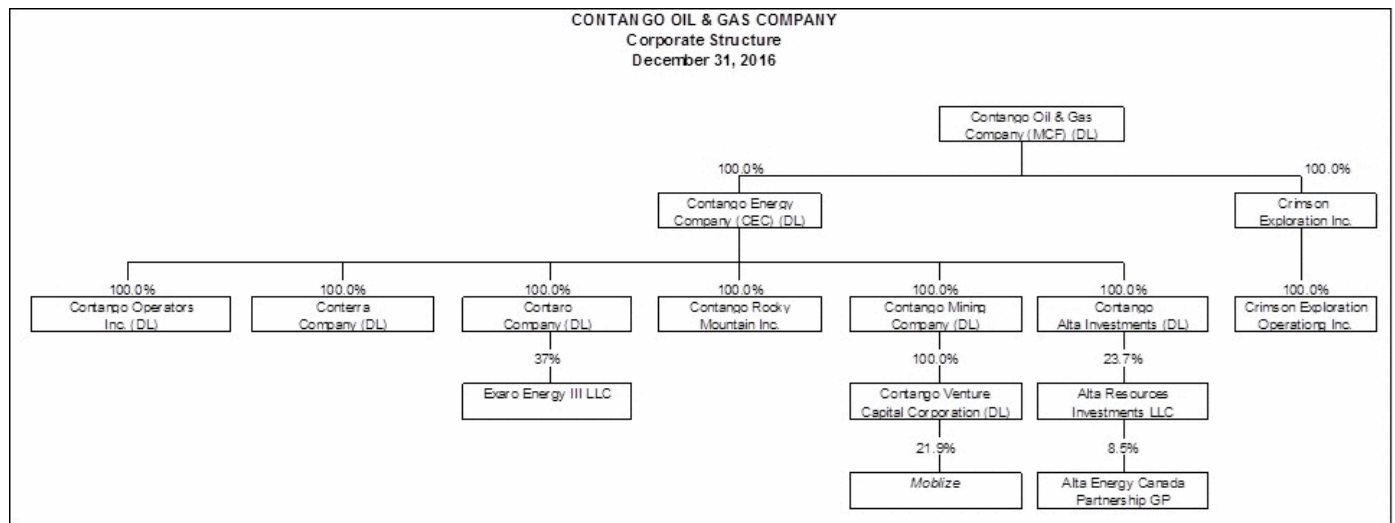 CONTANGO OIL & GAS COMPANY
Corporate Structure
December 31, 2016
Contango Oil & Gas
Company (MCF) (DL)
100.0%
100.0%
Contango Energy
Company (CEC) (DL)
Crimson
Exploration Inc.
100.0%
100.0%
100.0%
100.0%
100.0%
100.0%
100.0%
Contango Operators
Inc. (DL)
Conterra
Company (DL)
Contaro
Company (DL)
Contango Rocky
Mountain Inc.
Contango Mining
Company (DL)
Contango
Alta Investments (DL)
Crimson Exploration
Operationg Inc.
37%
100.0%
23.7%
Exaro Energy III LLC
Contango Venture
Capital Corporation (DL)
Alta Resources
Investments LLC
21.9%
8.5%
Moblize
Alta Energy Canada
Partnership GP